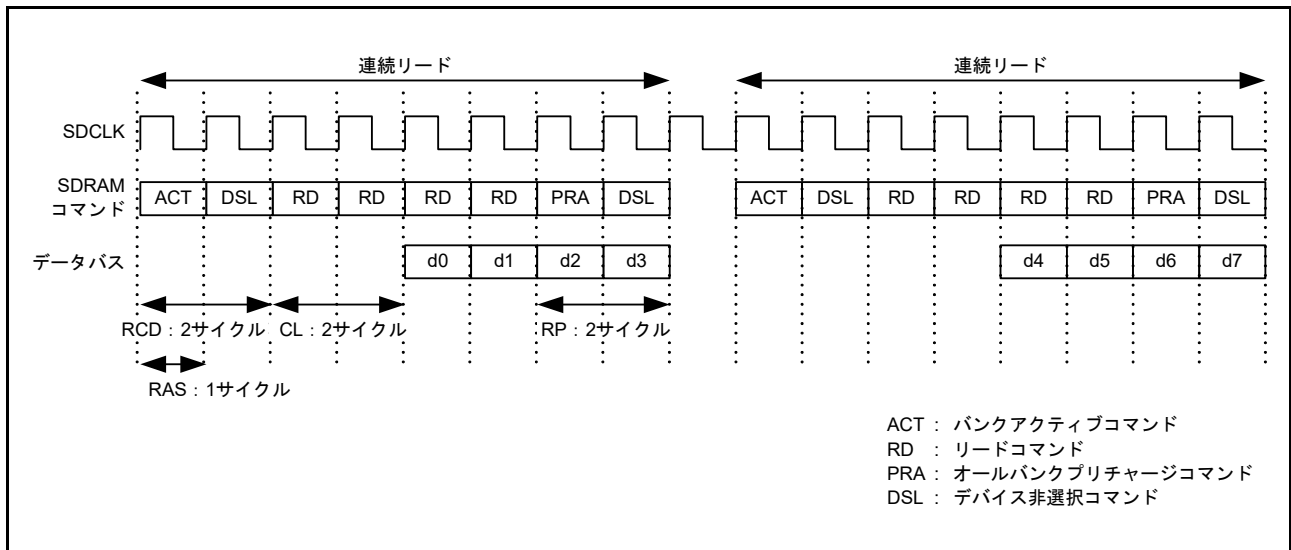 連続リード 連続リード
SDCLK
SDRAM
コマンド
ACT DSL RD RD RD RD PRA DSL ACT DSL RD RD RD RD PRA DSL
データバス d0 d1 d2 d3 d4 d5 d6 d7
RCD：2サイクル CL：2サイクル RP：2サイクル
RAS：1サイクル
ACT： バンクアクティブコマンド
RD ： リードコマンド
PRA： オールバンクプリチャージコマンド
DSL： デバイス非選択コマンド